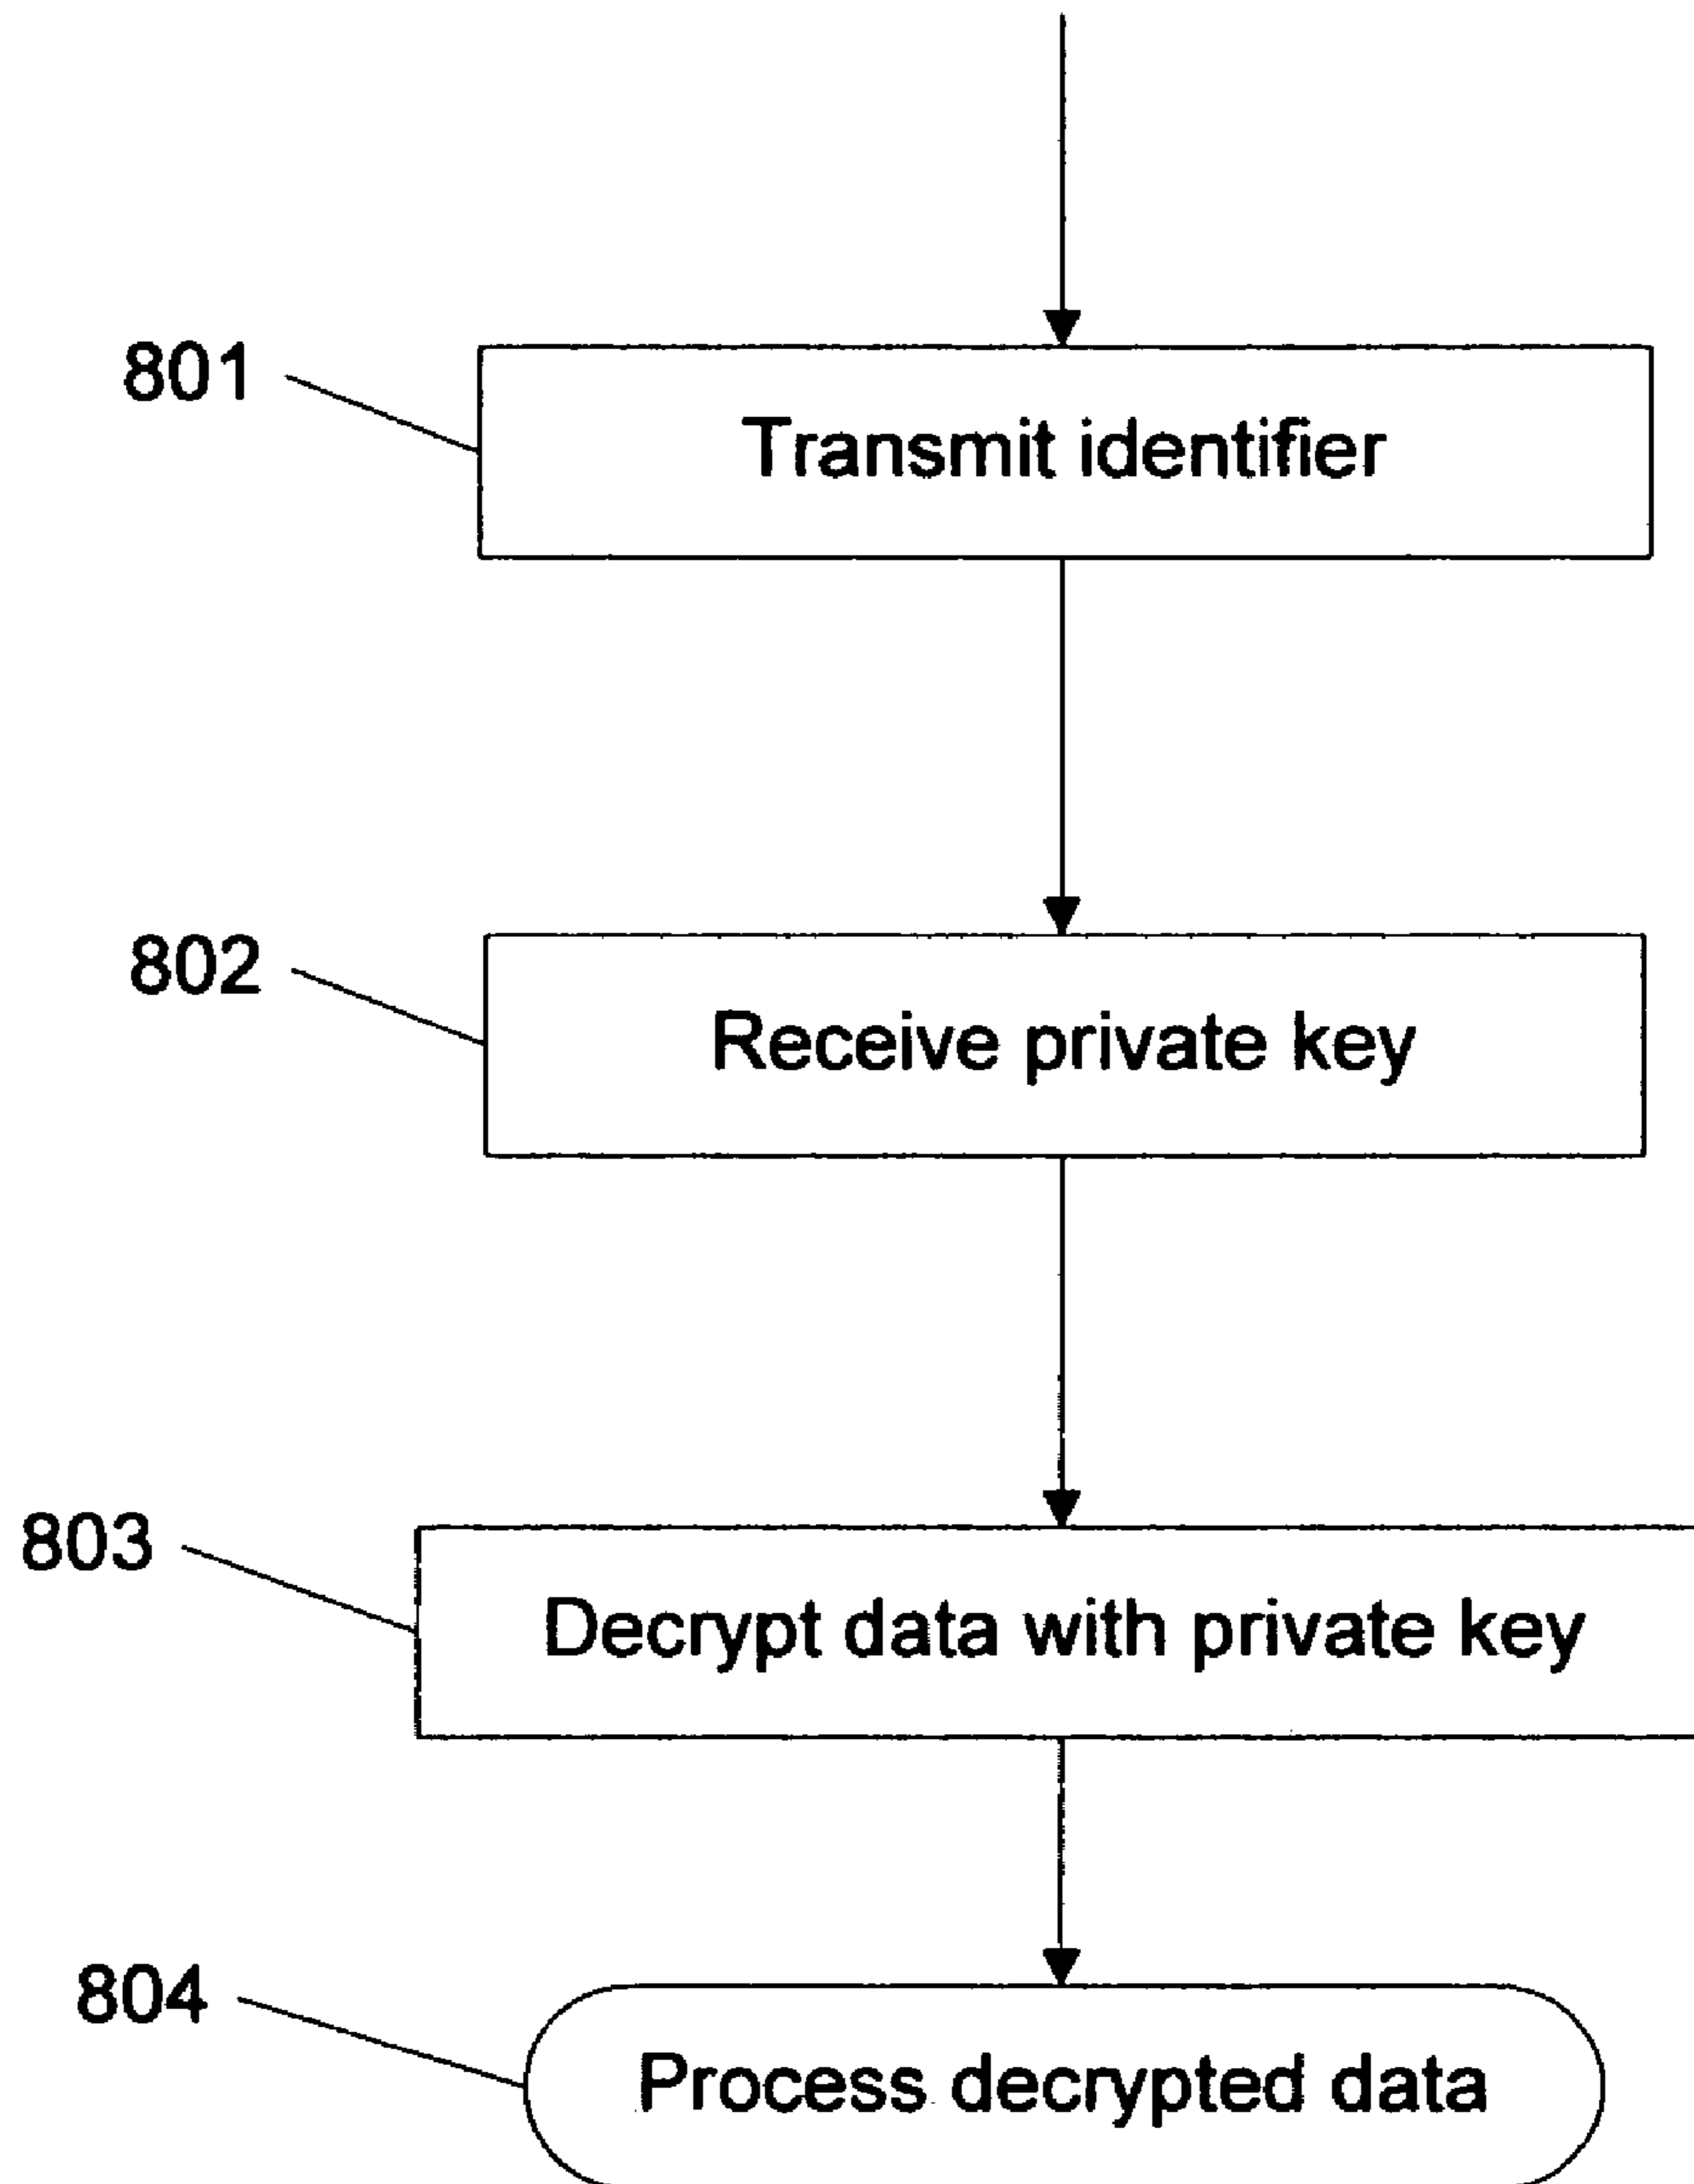 801
Transmit identifier
802
Receive private key
803
Decrypt data with private key
804
Process decrypted data